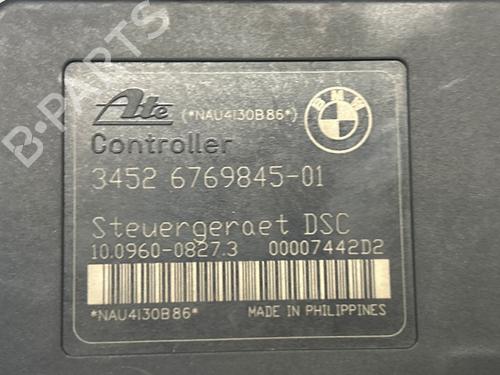 B-PARTS
Ate (*NAU4130B86*) BMW
Controller
3452 6769845-01
Steuergeraet DSC
10.0960-0827.3 00007442D2
*NAU4130B86* MADE IN PHILIPPINES